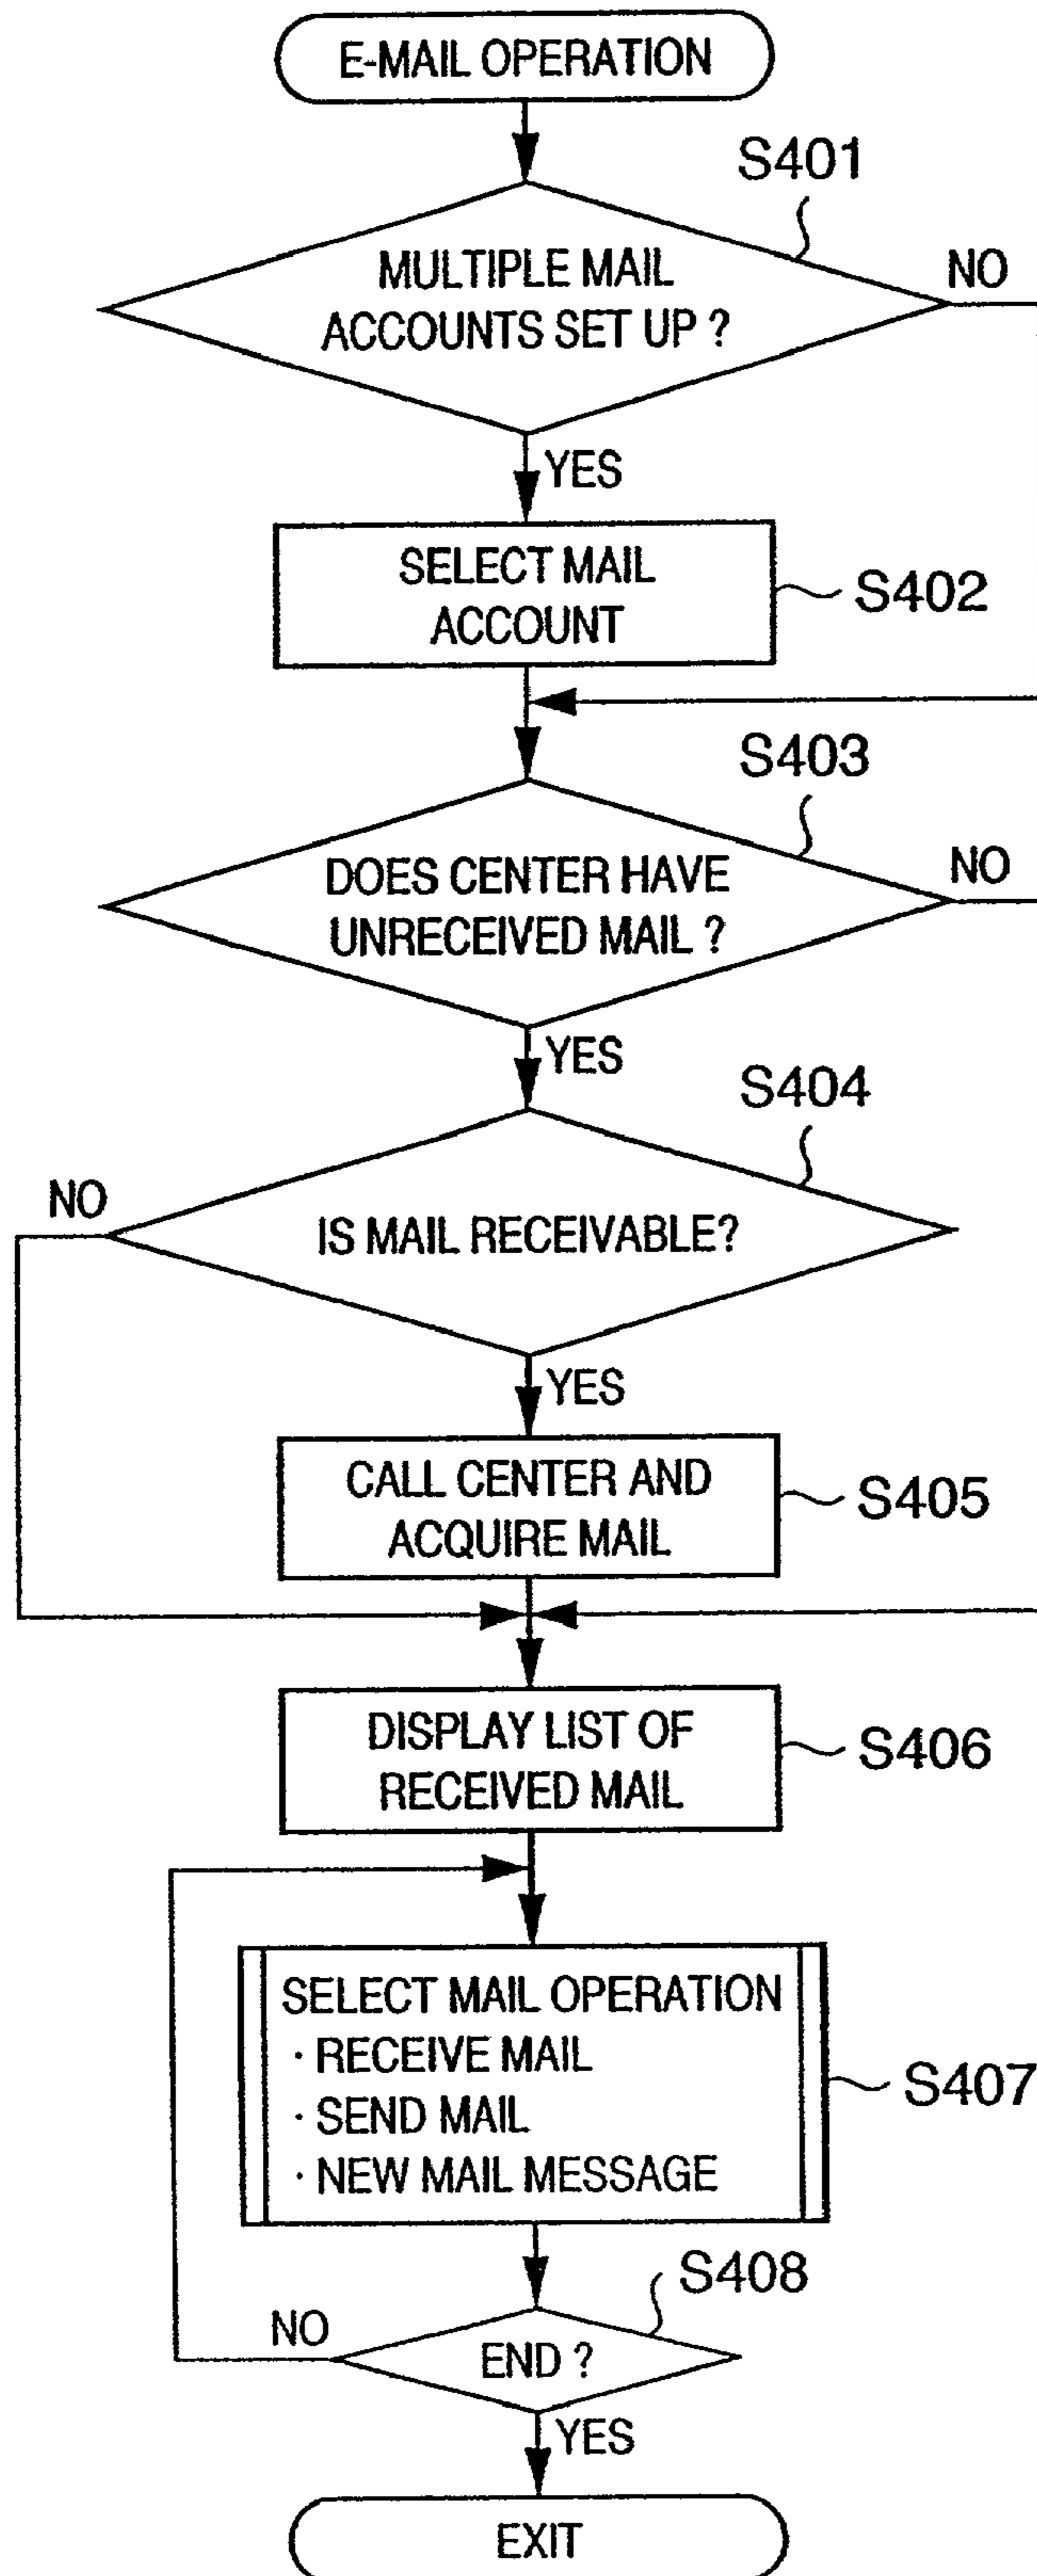 E-MAIL OPERATION
S401
MULTIPLE MAIL
ACCOUNTS SET UP ?
NO
YES
SELECT MAIL
ACCOUNT
S402
S403
DOES CENTER HAVE
UNRECEIVED MAIL ?
NO
YES
S404
NO
IS MAIL RECEIVABLE?
YES
CALL CENTER AND
ACQUIRE MAIL
S405
DISPLAY LIST OF
RECEIVED MAIL
S406
SELECT MAIL OPERATION
· RECEIVE MAIL
· SEND MAIL
· NEW MAIL MESSAGE
S407
S408
NO
END ?
YES
EXIT